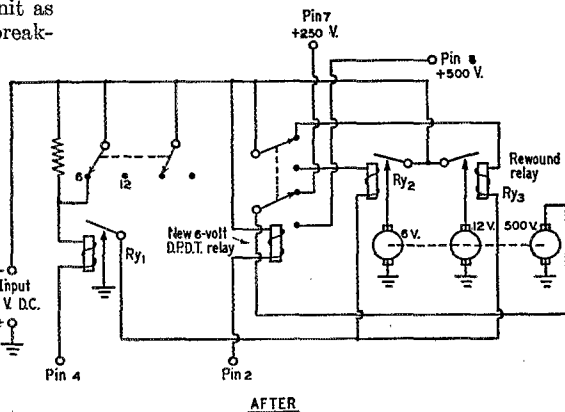 nit as
break-
Pin 7
+250 V.
Pin 8
+500 V.
6
12
Ry1
New 6-volt
D.P.D.T. relay
Ry2
Rewound
relay
Ry3
6 V.
12 V.
500 V.
Input
V. D.C.
Pin 4
Pin 2
AFTER